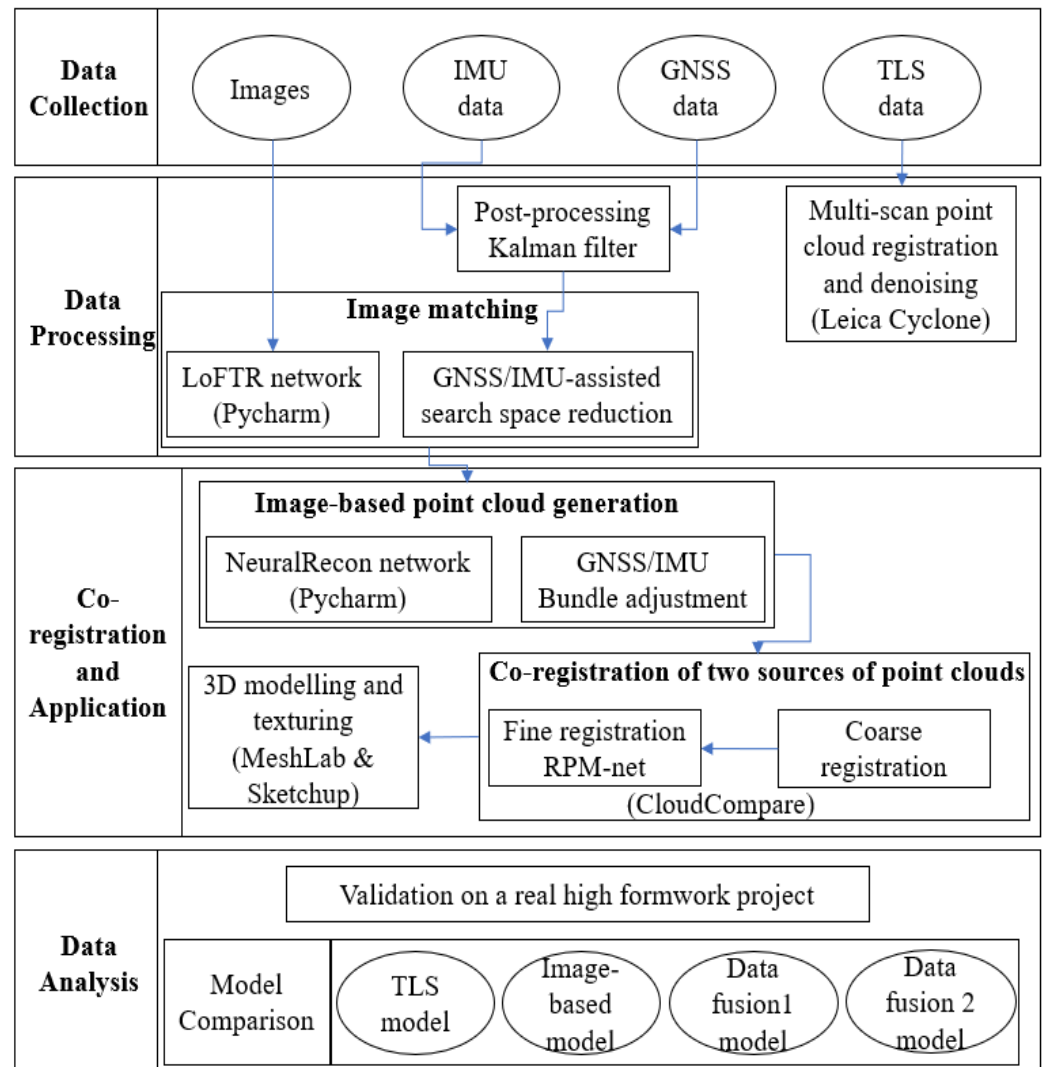 Data
Collection
Images
IMU
data
GNSS
data
TLS
data
Data
Processing
Post-processing
Kalman filter
Multi-scan point
cloud registration
and denoising
(Leica Cyclone)
Image matching
LoFTR network
(Pycharm)
GNSS/IMU-assisted
search space reduction
Co-
registration
and
Application
Image-based point cloud generation
NeuralRecon network
(Pycharm)
GNSS/IMU
Bundle adjustment
Co-registration of two sources of point clouds
Coarse
registration
Fine registration
RPM-net
(CloudCompare)
3D modelling and
texturing
(MeshLab &
Sketchup)
Data
Analysis
Validation on a real high formwork project
Model
Comparison
TLS
model
Image-
based
model
Data
fusion1
model
Data
fusion 2
model